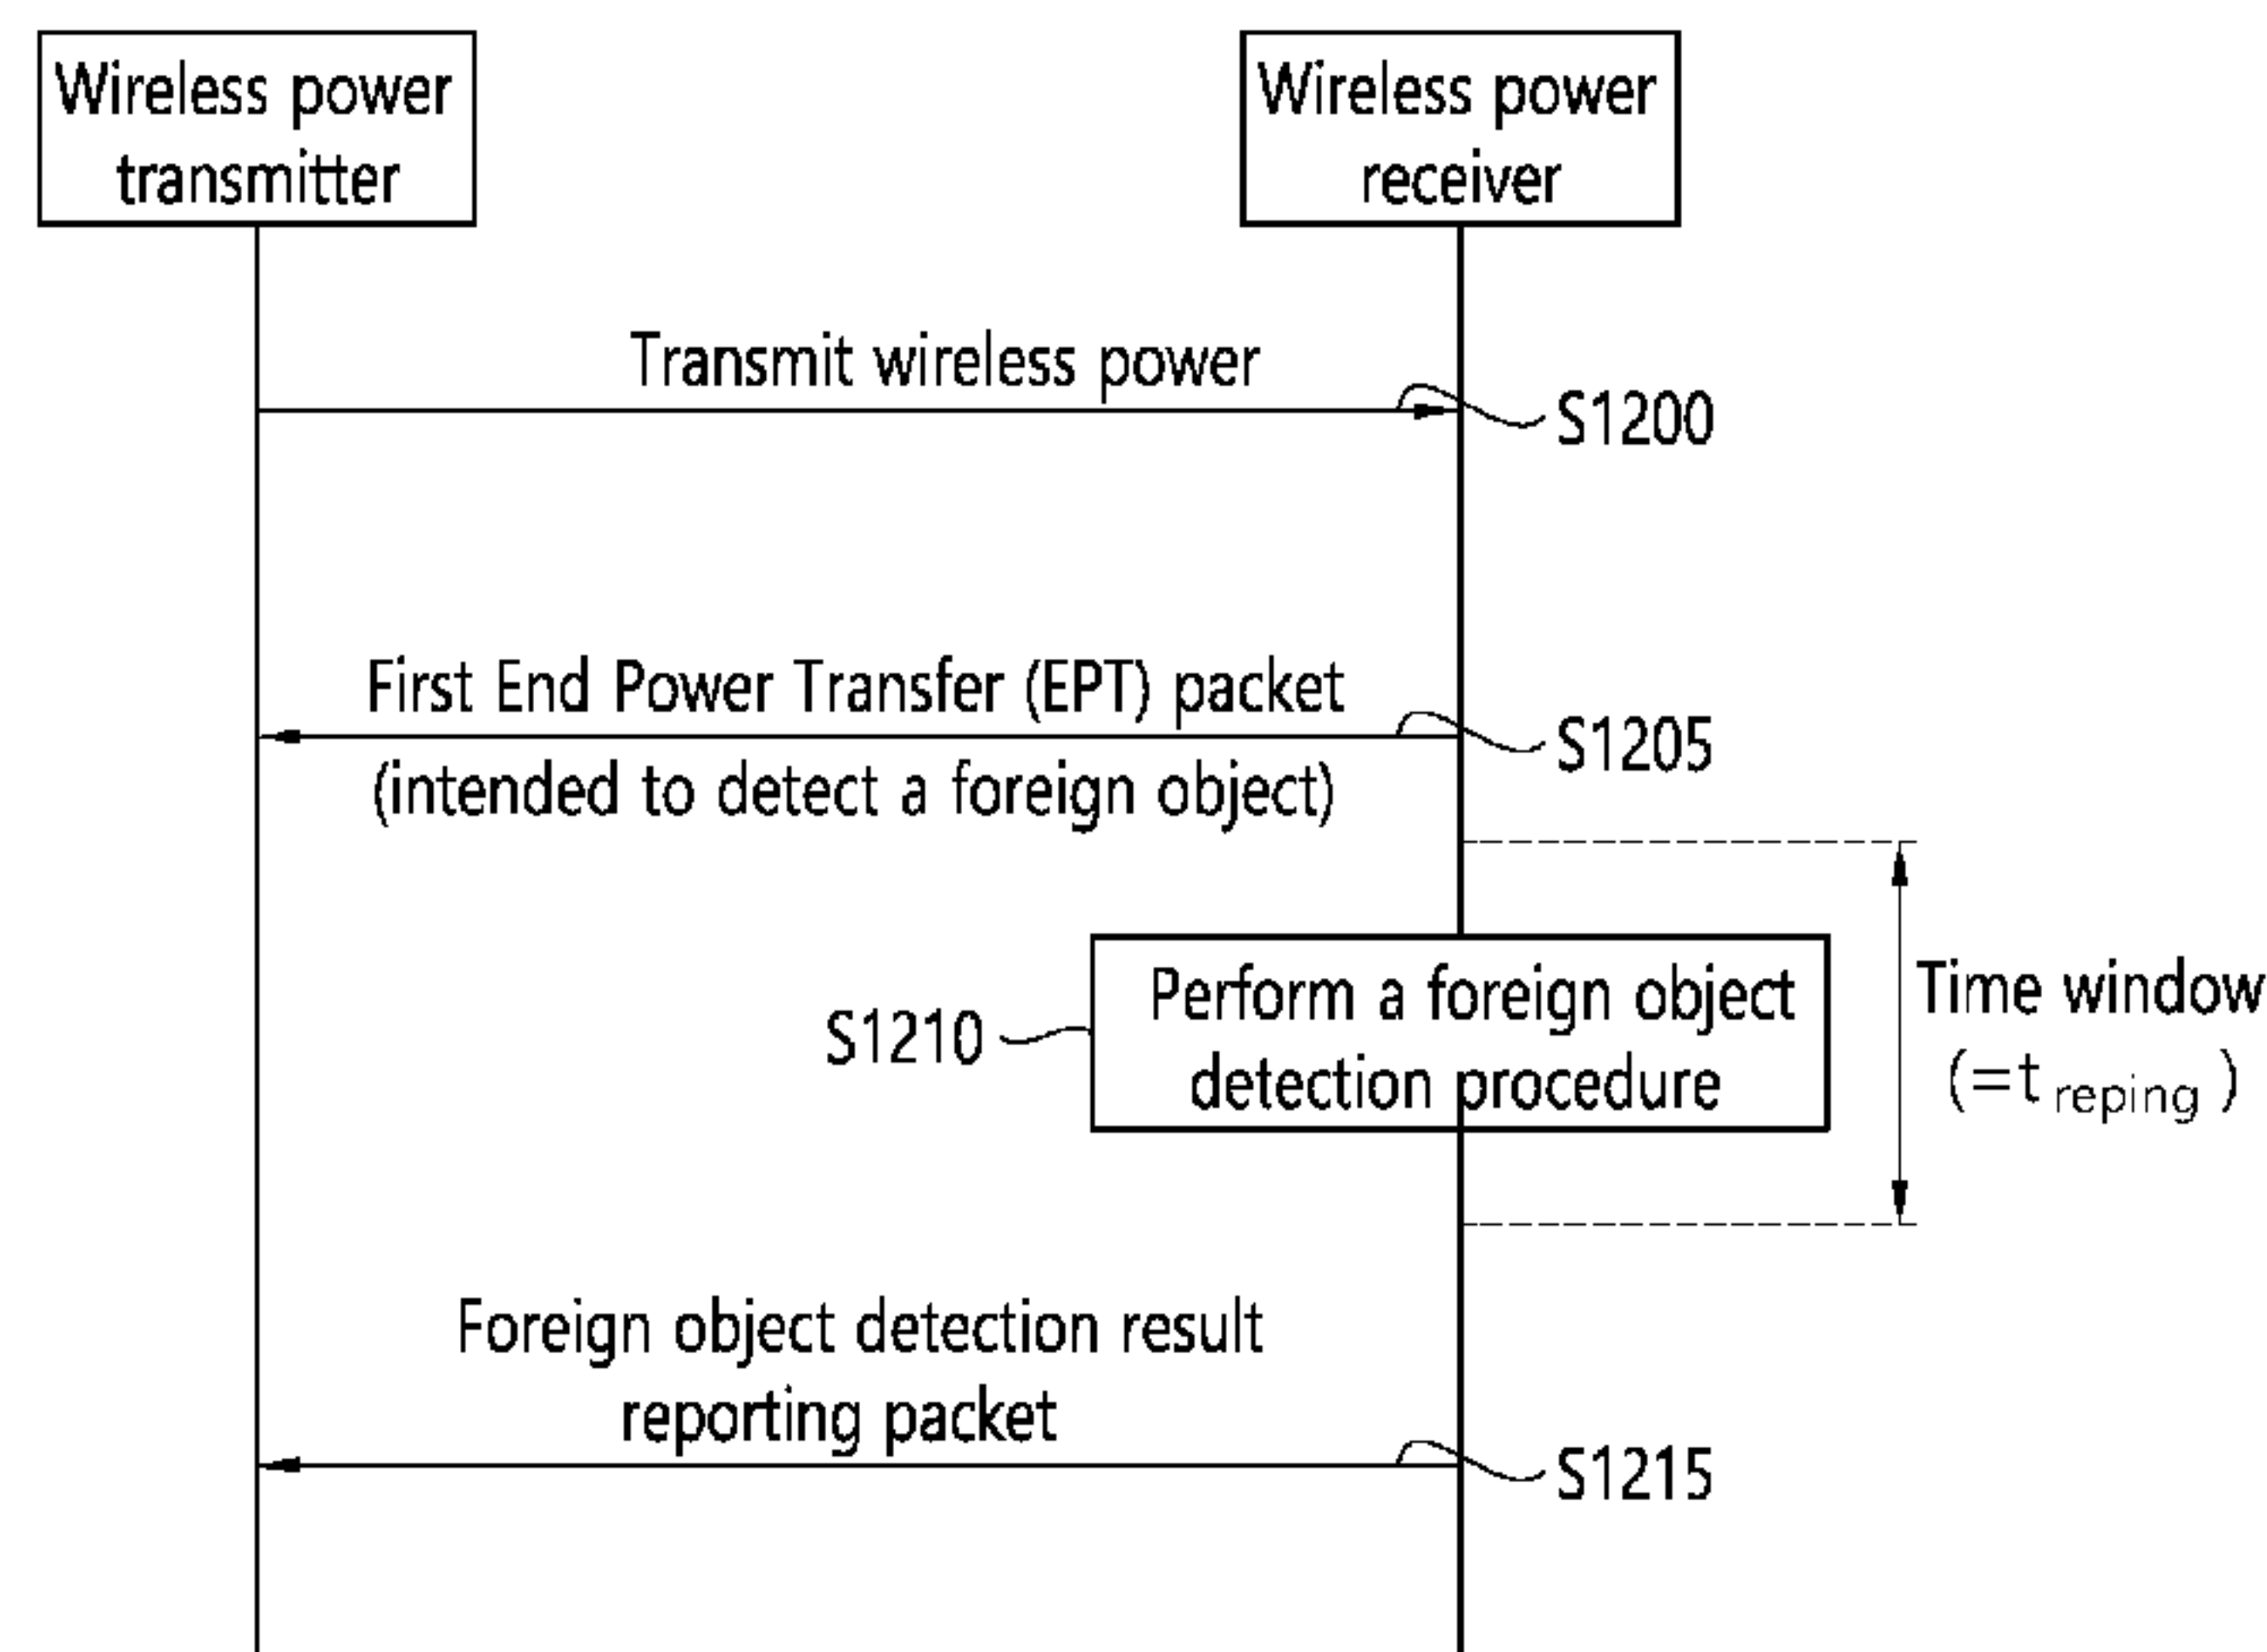 Wireless power
transmitter
Wireless power
receiver
Transmit wireless power
S1200
First End Power Transfer (EPT) packet
S1205
(intended to detect a foreign object)
S1210
Perform a foreign object
detection procedure
Time window
(=t reping )
Foreign object detection result
reporting packet
S1215